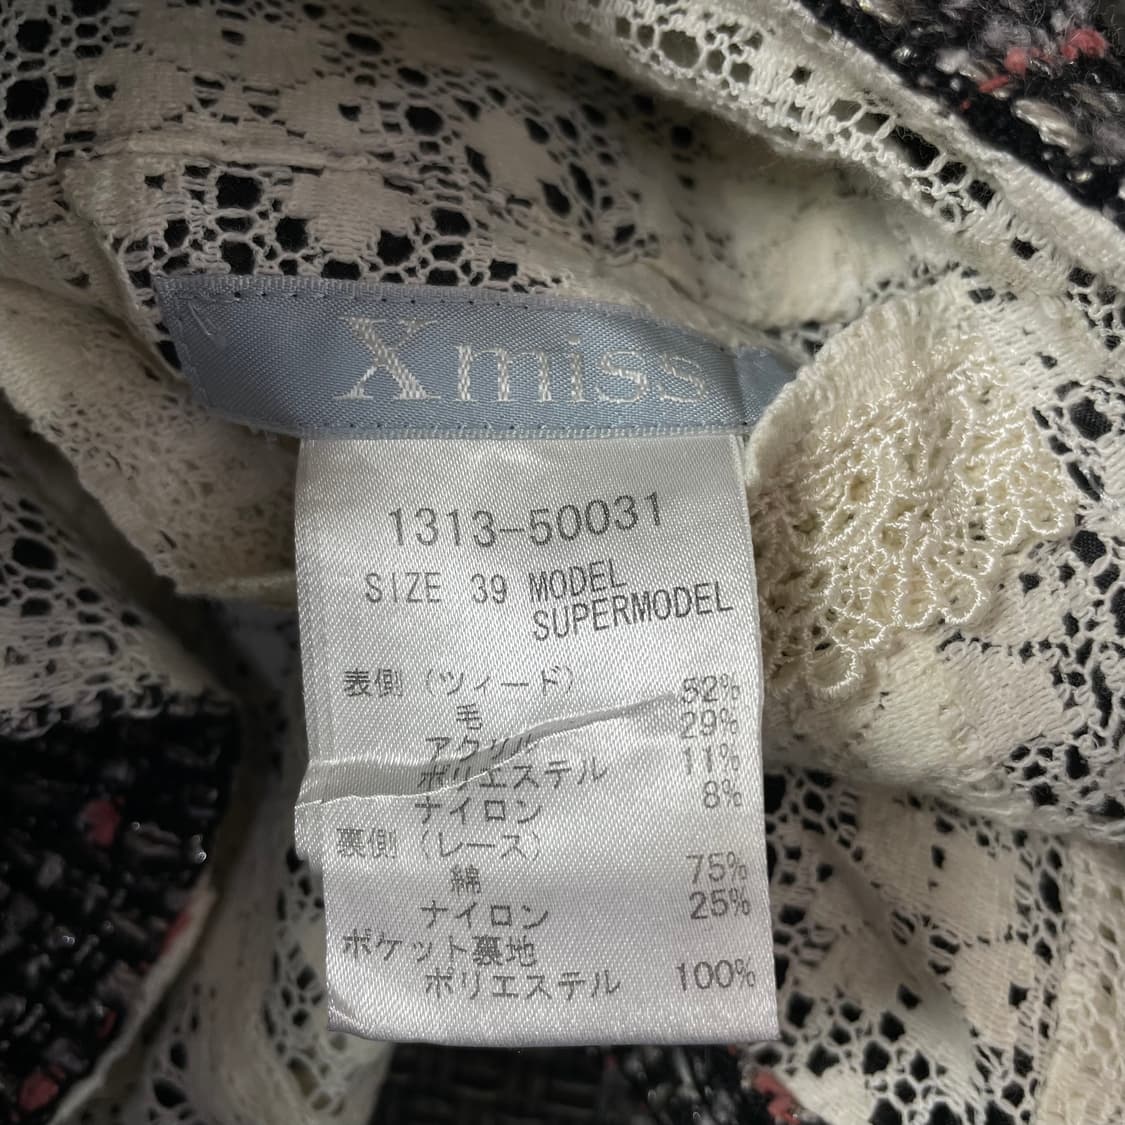 X miss
1313-50031
SIZE 39 MODEL
SUPERMODEL
表側（ツィード）
毛 52%
アクリル 29%
ポリエステル 11%
ナイロン 8%
裏側（レース）
綿 75%
ナイロン 25%
ポケット裏地
ポリエステル 100%